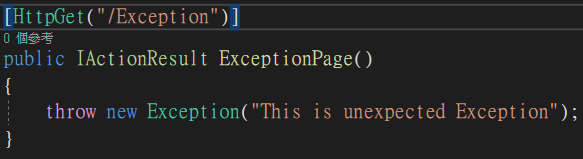 [HttpGet("/Exception")]
0 個參考
public IActionResult ExceptionPage()
{
throw new Exception("This is unexpected Exception");
}